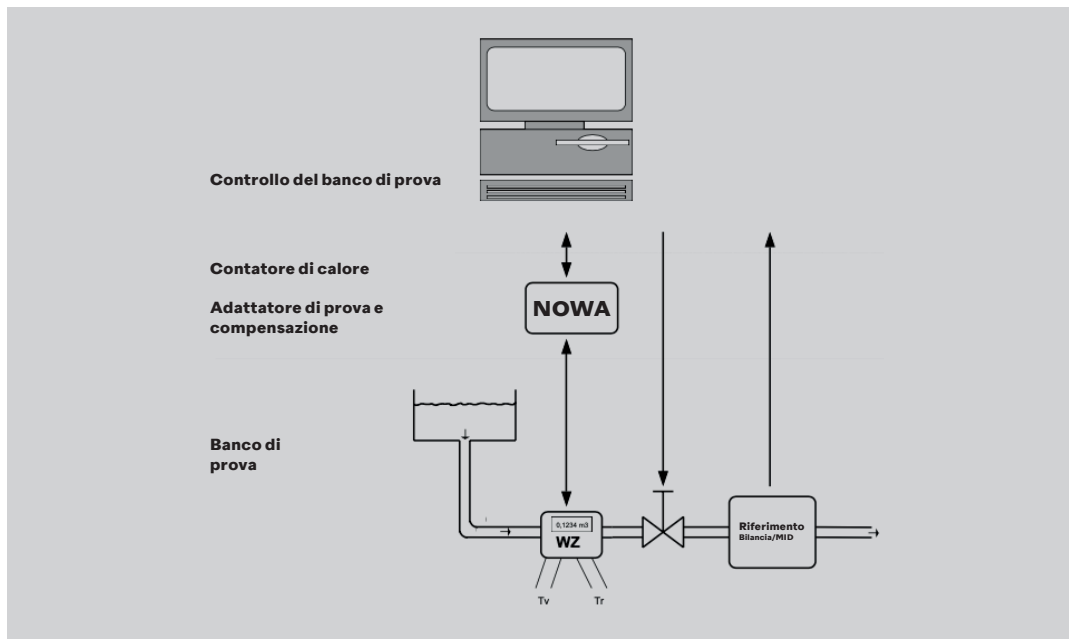 Controllo del banco di prova
Contatore di calore
Adattatore di prova e
compensazione
NOWA
Banco di
prova
0,1234 m3
WZ
Riferimento
Bilancia/MID
Tv
Tr